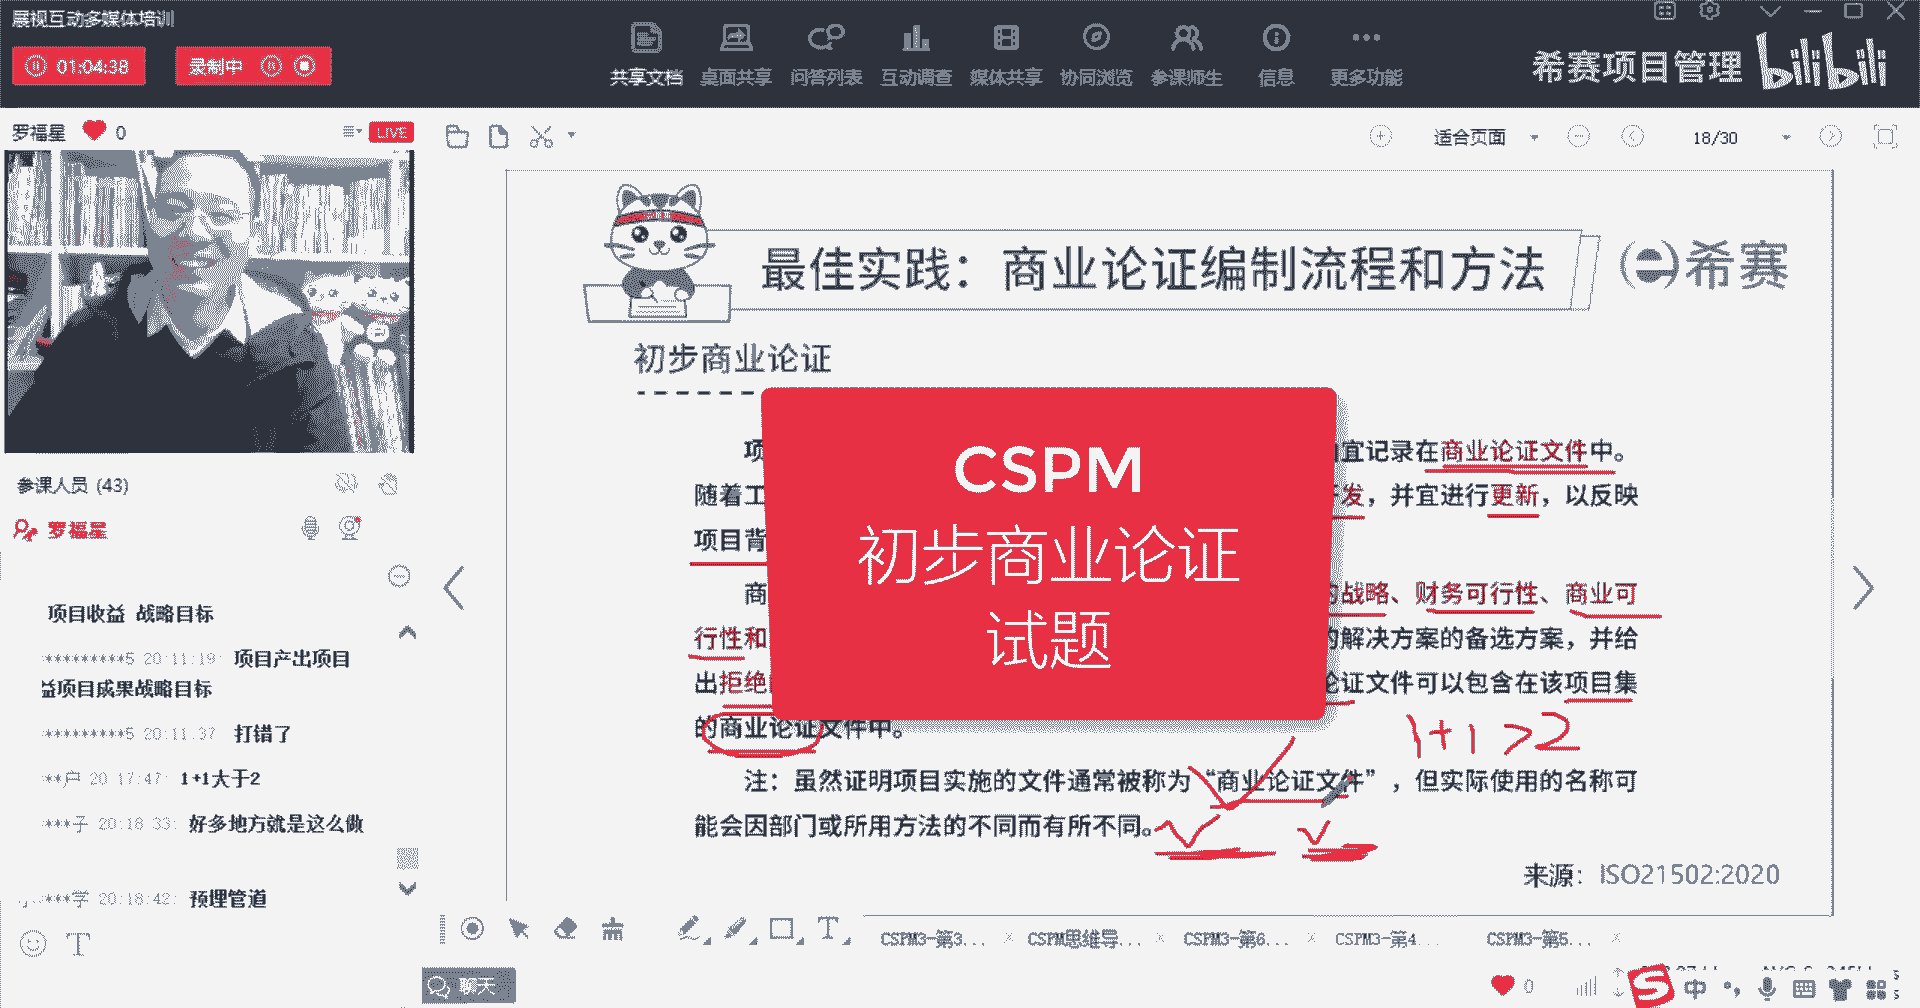 展视互动多媒体培训
01:04:38
录制中
共享文档 桌面共享 问答列表 互动调查 媒体共享 协同浏览 参课师生 信息 更多功能
希赛项目管理 bilibili
罗福星 0
LIVE
适合页面
18/30
参课人员 (43)
罗福星
项目收益 战略目标
*********5 20:11:19: 项目产出项目
益项目成果战略目标
*********5 20:11:37: 打错了
**户 20:17:47: 1+1大于2
****子 20:18:33: 好多地方就是这么做
****学 20:18:42: 预埋管道
T
聊天
最佳实践：商业论证编制流程和方法
希赛
初步商业论证
项
宜记录在商业论证文件中。
随着工
发，并宜进行更新，以反映
项目背
商
的战略、财务可行性、商业可
行性和
的解决方案的备选方案，并给
出拒绝
论证文件可以包含在该项目集
的商业论证文件中。
1+1>2
注：虽然证明项目实施的文件通常被称为“商业论证文件”，但实际使用的名称可
能会因部门或所用方法的不同而有所不同。
来源：ISO21502:2020
CSPM
初步商业论证
试题
T
CSPM3-第3... × CSPM思维导... × CSPM3-第6... × CSPM3-第4... CSPM3-第5... ×
0
S 中